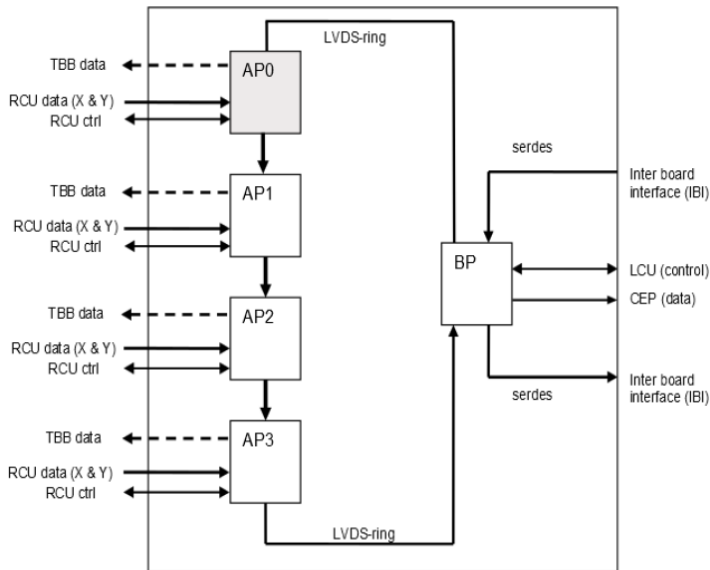 LVDS-ring
TBB data
AP0
RCU data (X & Y)
RCU ctrl
serdes
TBB data
AP1
Inter board
interface (IBI)
RCU data (X & Y)
RCU ctrl
BP
LCU (control)
CEP (data)
TBB data
AP2
RCU data (X & Y)
RCU ctrl
Inter board
interface (IBI)
serdes
TBB data
AP3
RCU data (X & Y)
RCU ctrl
LVDS-ring